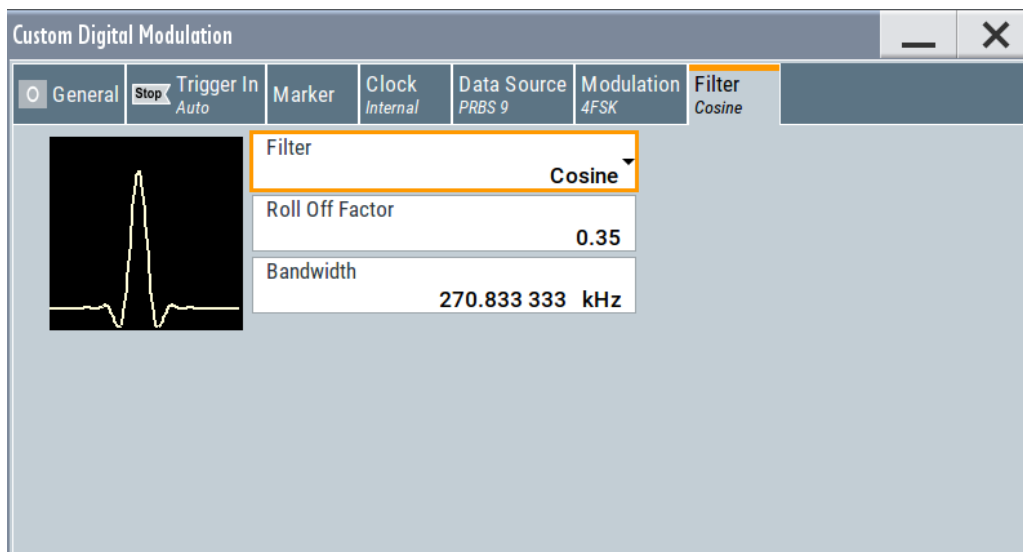 Custom Digital Modulation
General
Stop
Trigger In
Auto
Marker
Clock
Internal
Data Source
PRBS 9
Modulation
4FSK
Filter
Cosine
Filter
Cosine
Roll Off Factor
0.35
Bandwidth
270.833 333 kHz